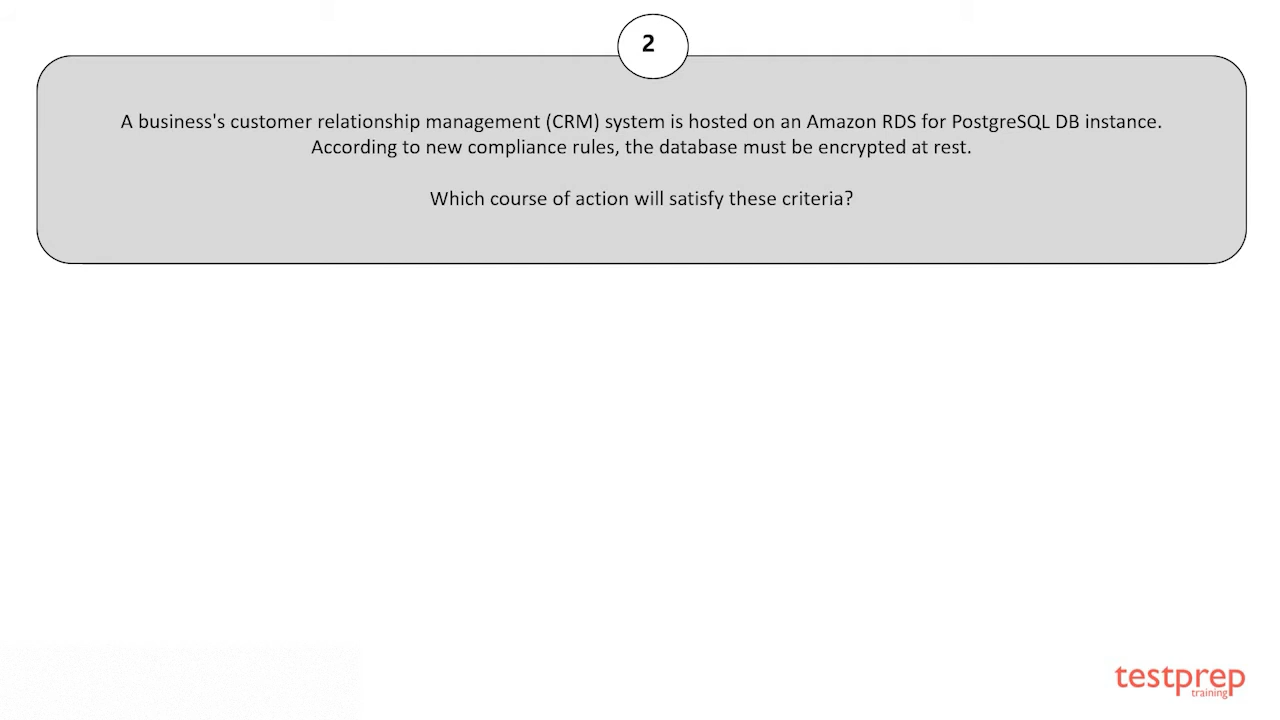 2
A business's customer relationship management (CRM) system is hosted on an Amazon RDS for PostgreSQL DB instance.
According to new compliance rules, the database must be encrypted at rest.
Which course of action will satisfy these criteria?
testprep
training